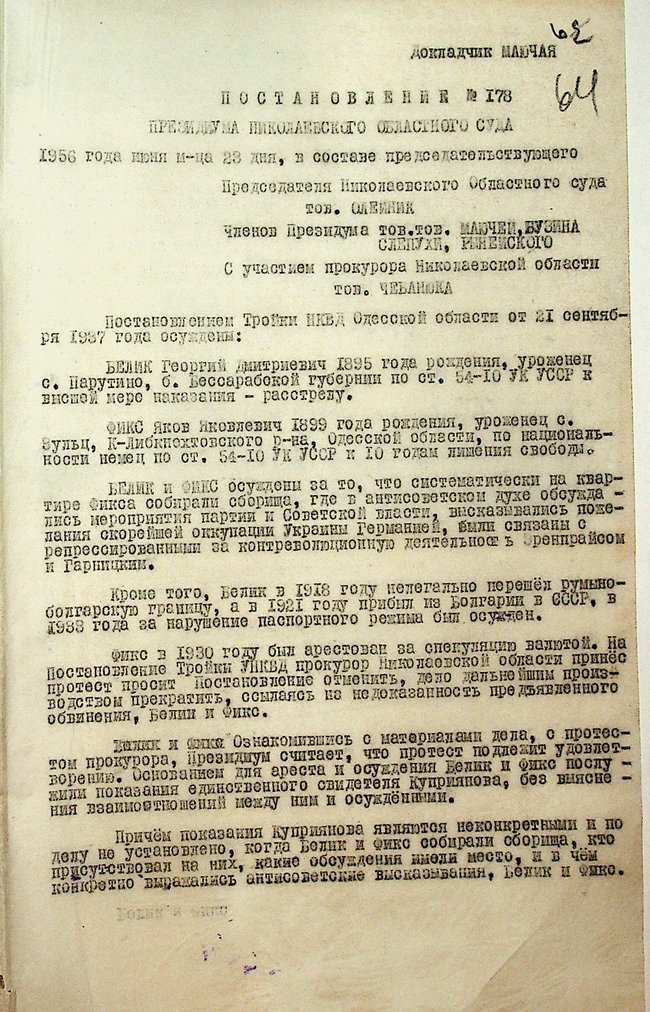 62
Докладчик МАЮЧАЯ
64
ПОСТАНОВЛЕНИЕ № 178
ПРЕЗИДИУМА НИКОЛАЕВСКОГО ОБЛАСТНОГО СУДА
1956 года июня м-ца 23 дня, в составе председательствующего
Председателя Николаевского Областного суда
тов. ОЛЕЙНИК
членов Президума тов.тов. МАЮЧЕЙ, БУЗИНА
СЛЕПУХИ, РЫНЕЙСКОГО
С участием прокурора Николаевской области
тов. ЧЕБАНЮКА
Постановлением Тройки НКВД Одесской области от 21 сентяб-
ря 1937 года осуждены:
БЕЛИК Георгий Дмитриевич 1895 года рождения, уроженец
с. Парутино, б. Бессарабской губернии по ст. 54-10 УК УССР к
высшей мере наказания - расстрелу.
ФИКС Яков Яковлевич 1899 года рождения, уроженец с.
Зульц, К-Либкнехтовского р-на, Одесской области, по националь-
ности немец по ст. 54-10 УК УССР к 10 годам лишения свободы.
БЕЛИК и ФИКС осуждены за то, что систематически на квар-
тире Фикса собирали сборища, где в антисоветском духе обсужда -
лись мероприятия партии и Советской власти, высказывались поже-
лания скорейшей оккупации Украины Германией, были связаны с
репрессированными за контреволюционную деятельность Эренпрайсом
и Гарницким.
Кроме того, Белик в 1918 году нелегально перешёл румыно-
болгарскую границу, а в 1921 году прибыл из Болгарии в СССР, в
1933 года за нарушение паспортного режима был осужден.
Фикс в 1930 году был арестован за спекуляцию валютой. На
Постановление Тройки УНКВД прокурор Николаевской области принёс
протест просит Постановление отменить, дело дальнейшим произ-
водством прекратить, ссылаясь на недоказанность предъявленного
обвинения, Белик и Фикс.
Ознакомившись с материалами дела, с протес-
том прокурора, Президиум считает, что протест подлежит удовлет-
ворению. Основанием для ареста и осуждения Белик и Фикс послу -
жили показания единственного свидетеля Куприянова, без выясне -
ния взаимоотношений между ним и осуждёнными.
Причём показания Куприянова являются неконкретными и по
делу не установлено, когда Белик и Фикс собирали сборища, кто
присутствовал на них, какие обсуждения имели место, и в чём
конкретно выражались антисоветские высказывания, Белик и Фикс.
Белик и Фикс